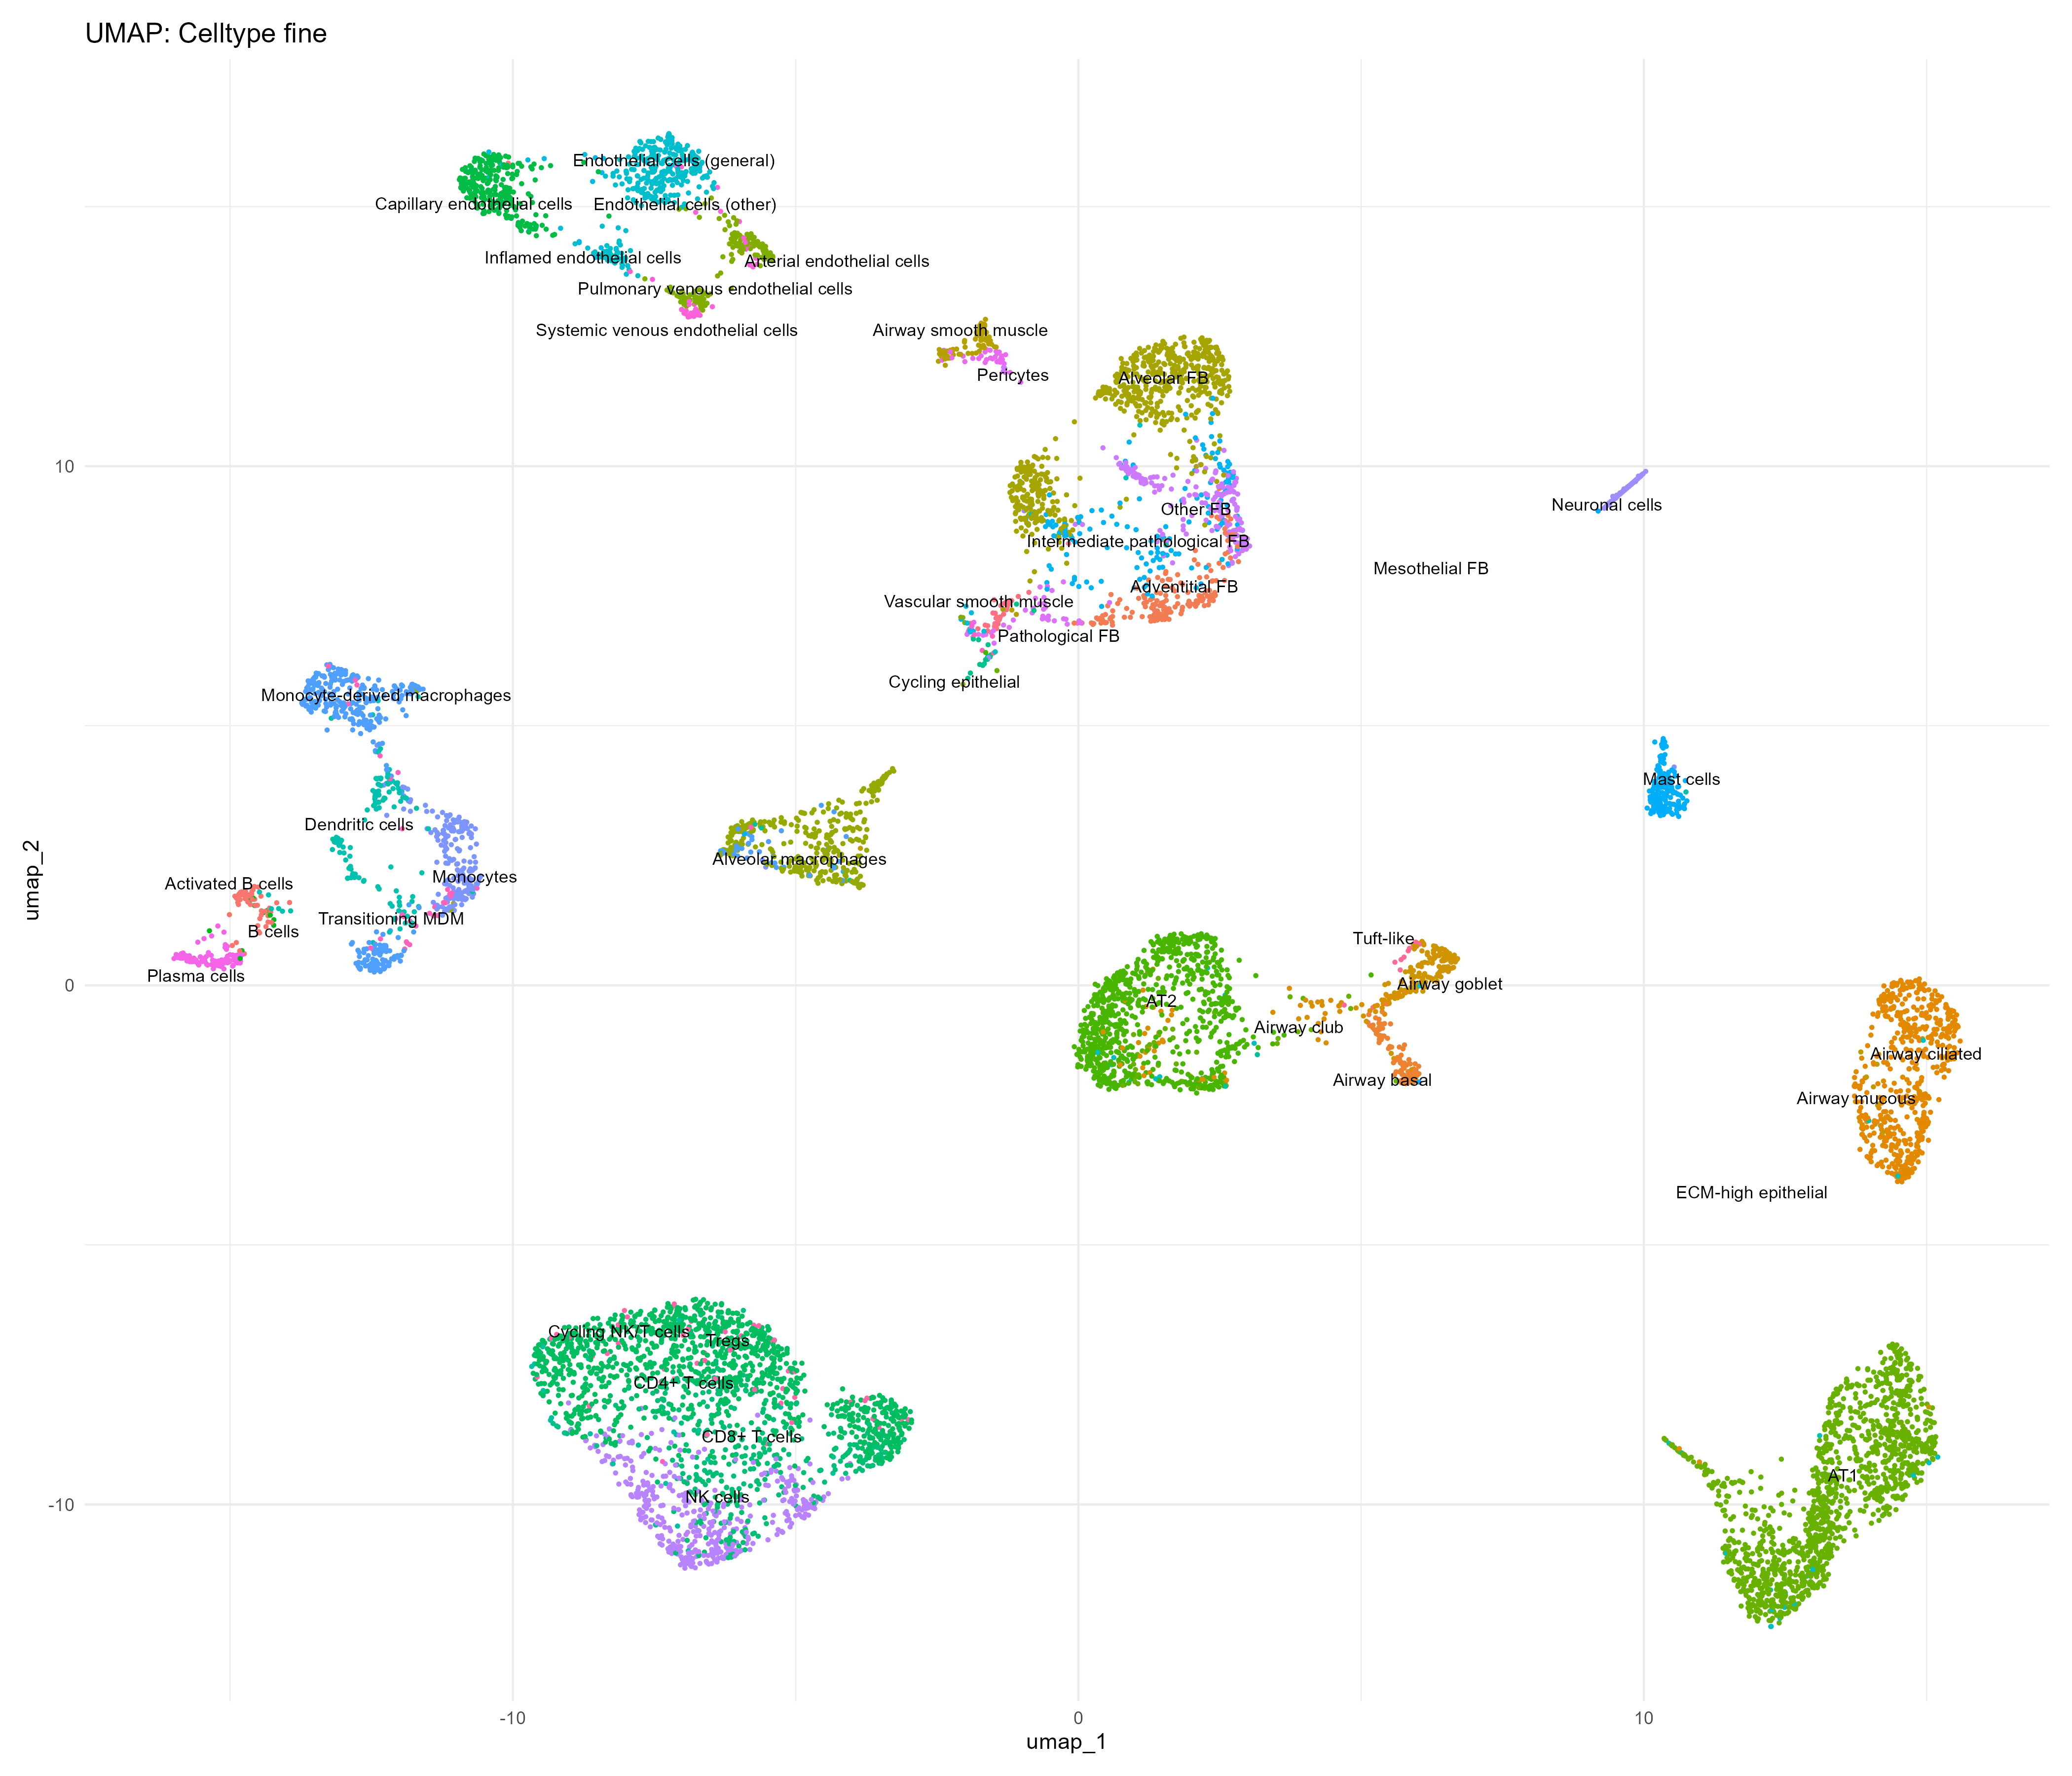 UMAP: Celltype fine
Endothelial cells (general)
Capillary endothelial cells
Endothelial cells (other)
Inflamed endothelial cells
Arterial endothelial cells
Pulmonary venous endothelial cells
Systemic venous endothelial cells
Airway smooth muscle
Pericytes
Alveolar FB
10
Neuronal cells
Other FB
Intermediate pathological FB
Mesothelial FB
Adventitial FB
Vascular smooth muscle
Pathological FB
Cycling epithelial
Monocyte-derived macrophages
Mast cells
Dendritic cells
Alveolar macrophages
Monocytes
Activated B cells
Transitioning MDM
B cells
Plasma cells
umap_2
Tuft-like
Airway goblet
0
AT2
Airway club
Airway ciliated
Airway basal
Airway mucous
ECM-high epithelial
Cycling NK/T cells
Tregs
CD4+ T cells
CD8+ T cells
AT1
NK cells
-10
-10
0
10
umap_1